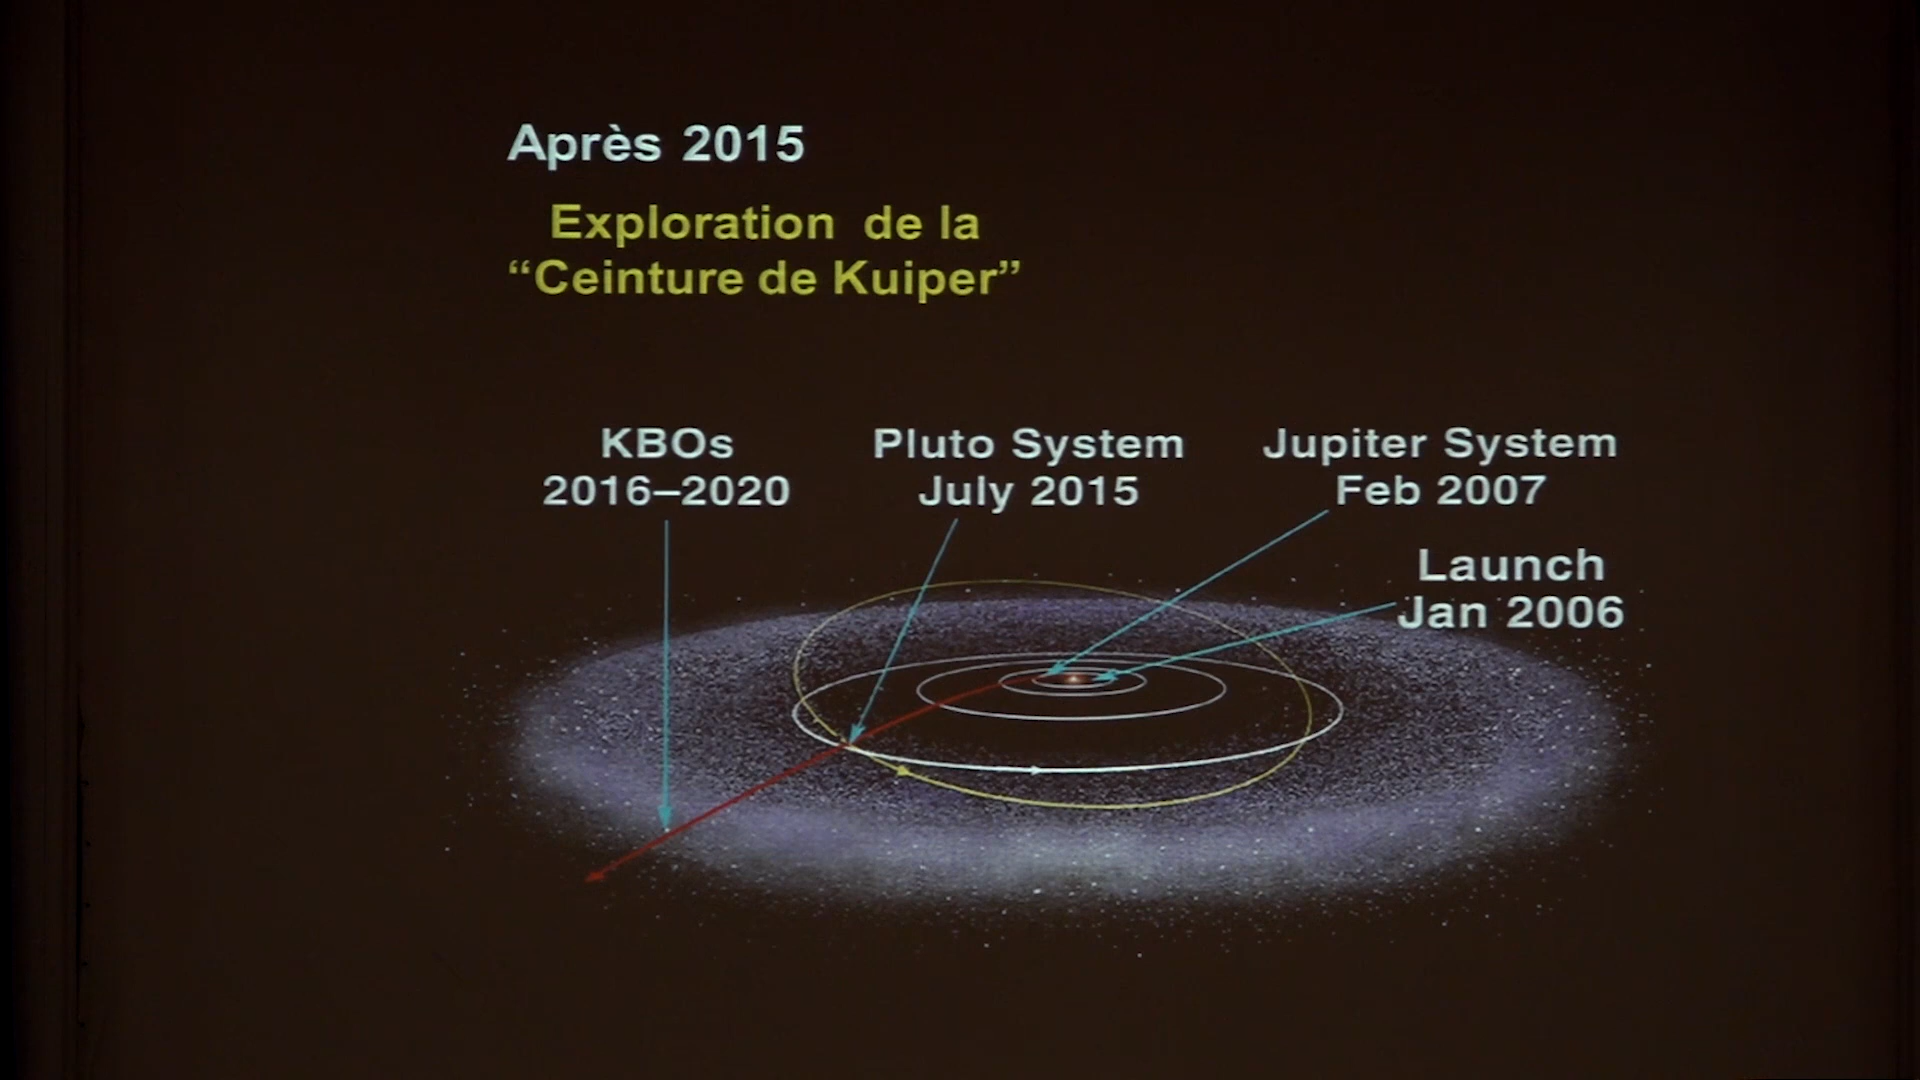 Après 2015
Exploration de la
“Ceinture de Kuiper”
KBOs
2016–2020
Pluto System
July 2015
Jupiter System
Feb 2007
Launch
Jan 2006